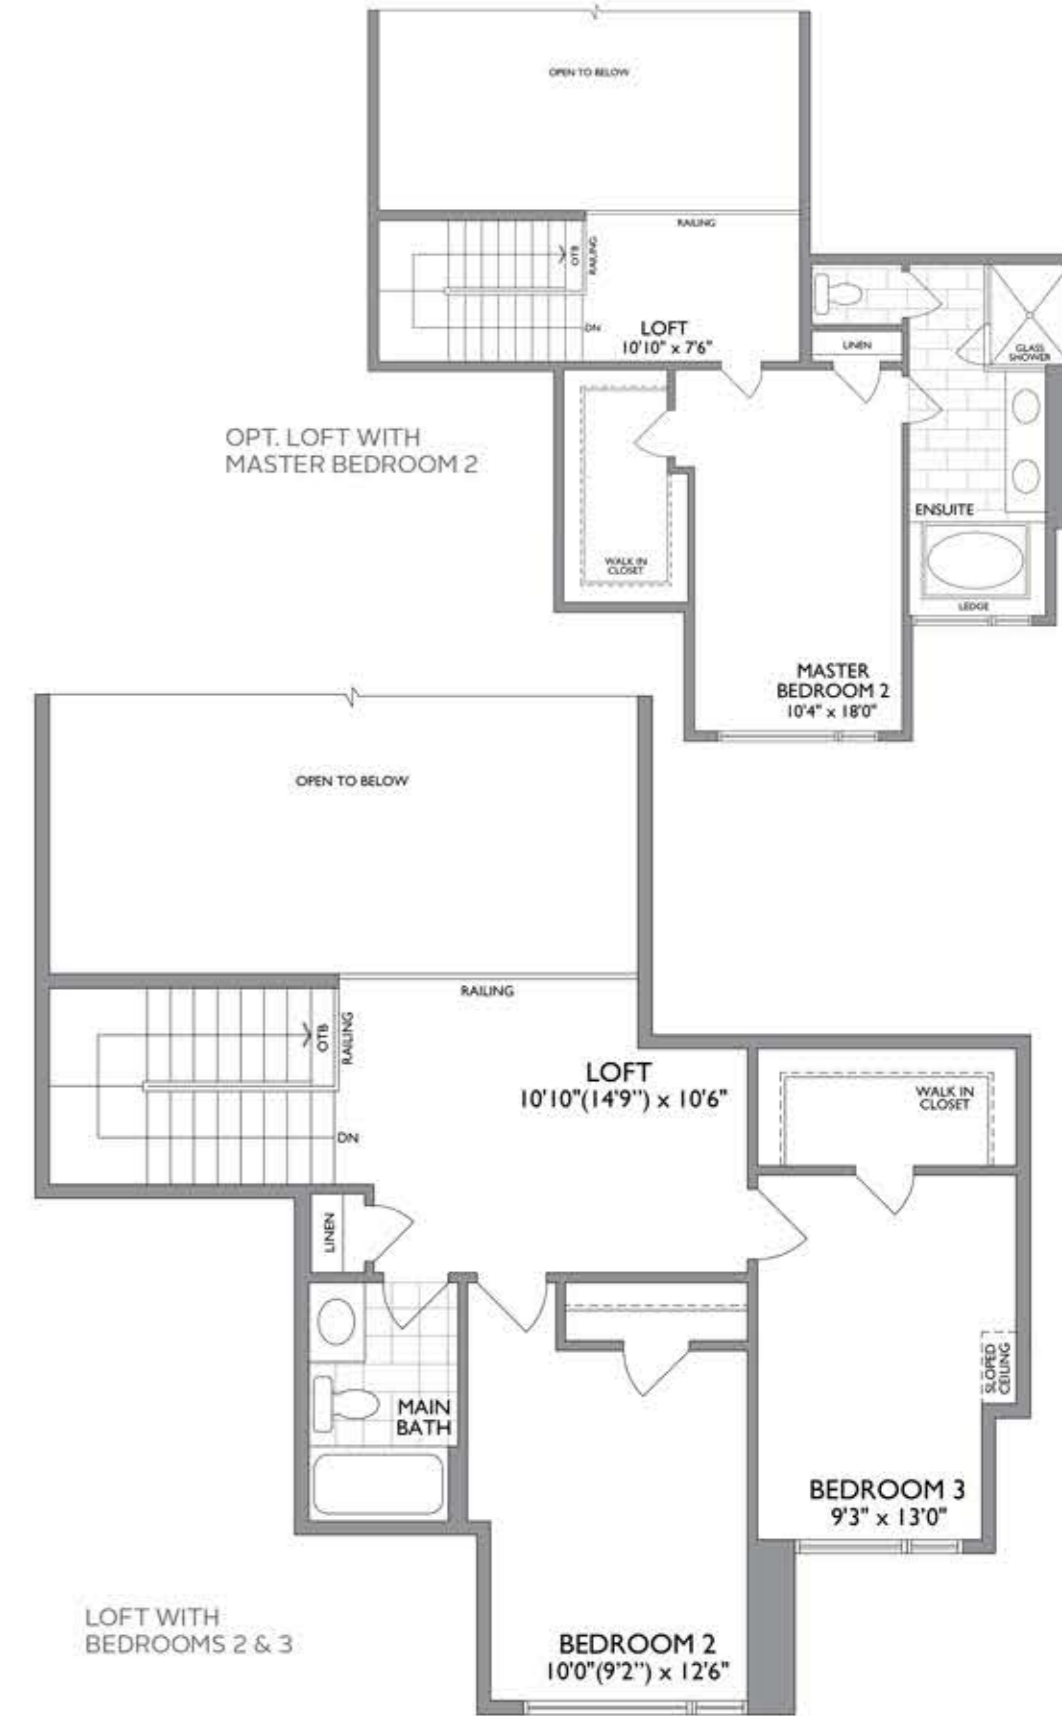 OPEN TO BELOW
RAILING
OTB
RAILING
DN
LOFT
10'10" x 7'6"
LINEN
GLASS
SHOWER
OPT. LOFT WITH
MASTER BEDROOM 2
ENSUITE
WALK IN
CLOSET
LEDGE
MASTER
BEDROOM 2
10'4" x 18'0"
OPEN TO BELOW
RAILING
OTB
RAILING
LOFT
10'10"(14'9") x 10'6"
WALK IN
CLOSET
DN
LINEN
SLOPED
CEILING
MAIN
BATH
BEDROOM 3
9'3" x 13'0"
LOFT WITH
BEDROOMS 2 & 3
BEDROOM 2
10'0"(9'2") x 12'6"